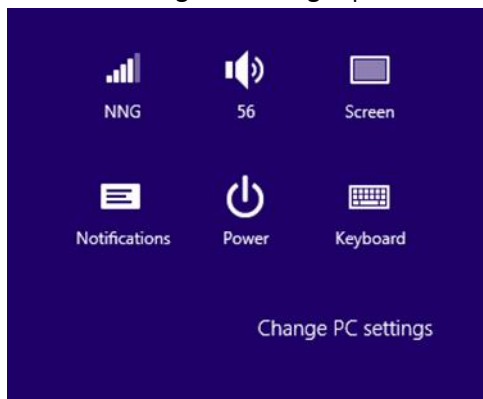 NNG
56
Screen
Notifications
Power
Keyboard
Change PC settings